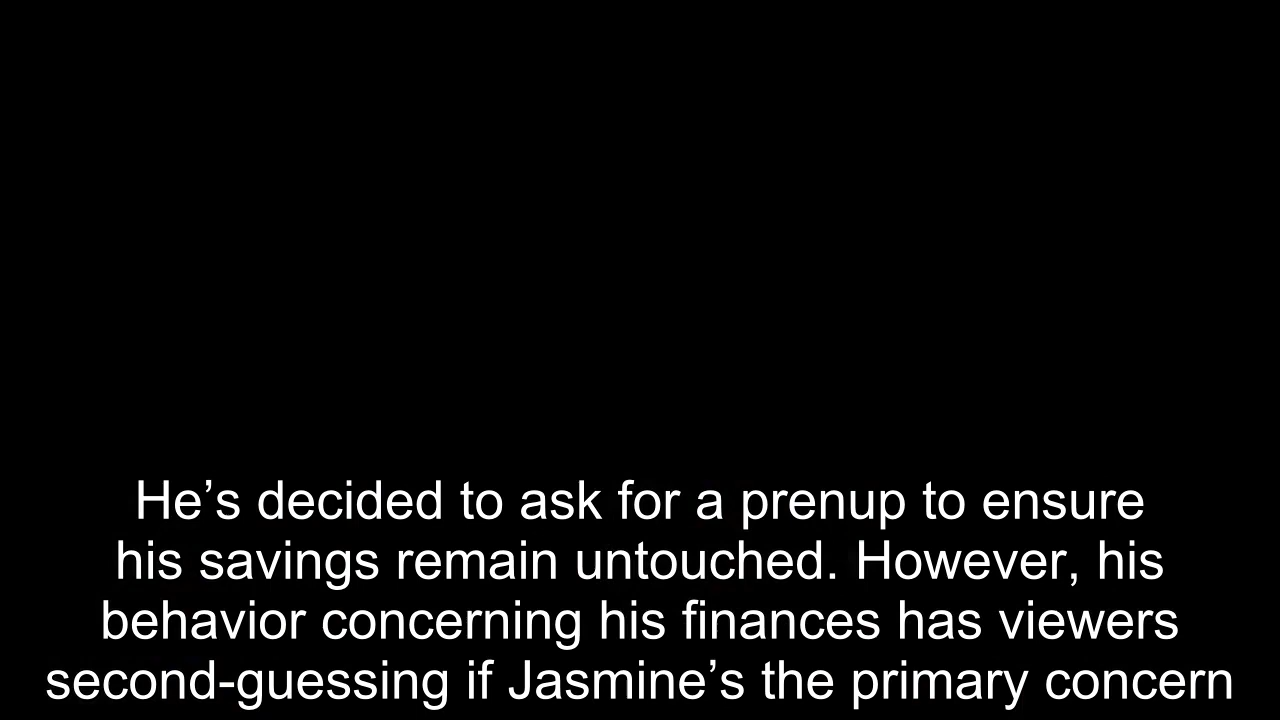 He’s decided to ask for a prenup to ensure
his savings remain untouched. However, his
behavior concerning his finances has viewers
second-guessing if Jasmine’s the primary concern